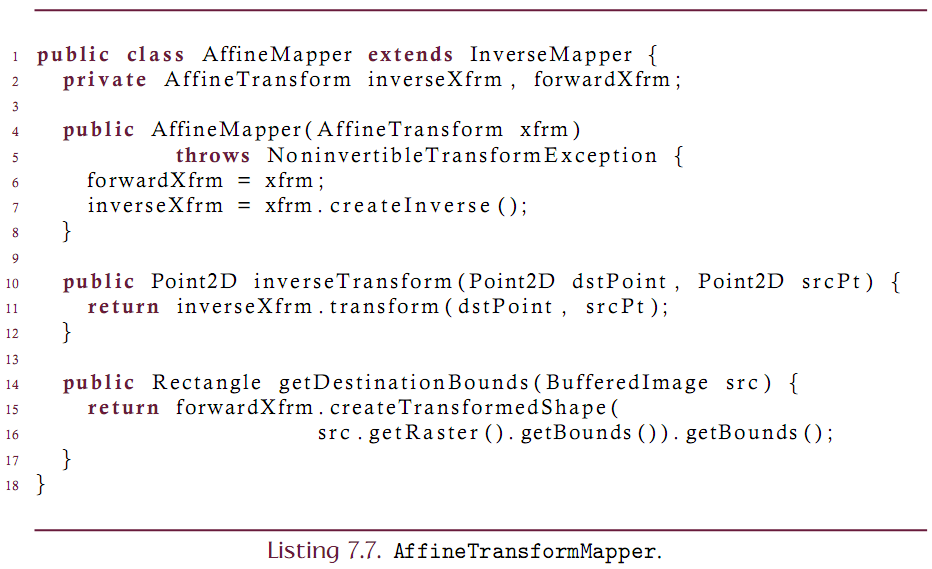 1 public class AffineMapper extends InverseMapper {
2 private AffineTransform inverseXfrm, forwardXfrm;
3
4 public AffineMapper(AffineTransform xfrm)
5 throws NoninvertibleTransformException {
6 forwardXfrm = xfrm;
7 inverseXfrm = xfrm.createInverse();
8 }
9
10 public Point2D inverseTransform(Point2D dstPoint, Point2D srcPt) {
11 return inverseXfrm.transform(dstPoint, srcPt);
12 }
13
14 public Rectangle getDestinationBounds(BufferedImage src) {
15 return forwardXfrm.createTransformedShape(
16 src.getRaster().getBounds()).getBounds();
17 }
18 }
Listing 7.7. AffineTransformMapper.